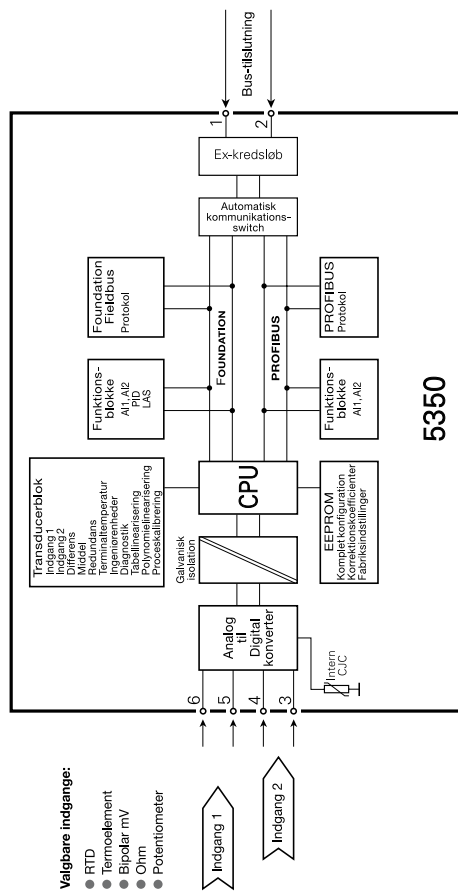 Valgbare indgange:
RTD
Termoelement
Bipolar mV
Ohm
Potentiometer
Indgang 1
Indgang 2
6
5
4
3
Analog
til
Digital
konverter
Intern
CJC
Galvanisk
isolation
Transducerblok
Indgang 1
Indgang 2
Differens
Middel
Redundans
Terminaltemperatur
Ingeniørenheder
Diagnostik
Tabellinearisering
Polynomielinearisering
Proceskalibrering
CPU
EEPROM
Komplet konfiguration
Korrektionskoefficienter
Fabriksindstillinger
Funktions-
blokke
AI1, AI2
PID
LAS
Foundation
Fieldbus
Protokol
FOUNDATION
PROFIBUS
Funktions-
blokke
AI1, AI2
PROFIBUS
Protokol
Automatisk
kommunikations-
switch
Ex-kredsløb
1
2
Bus-tilslutning
5350